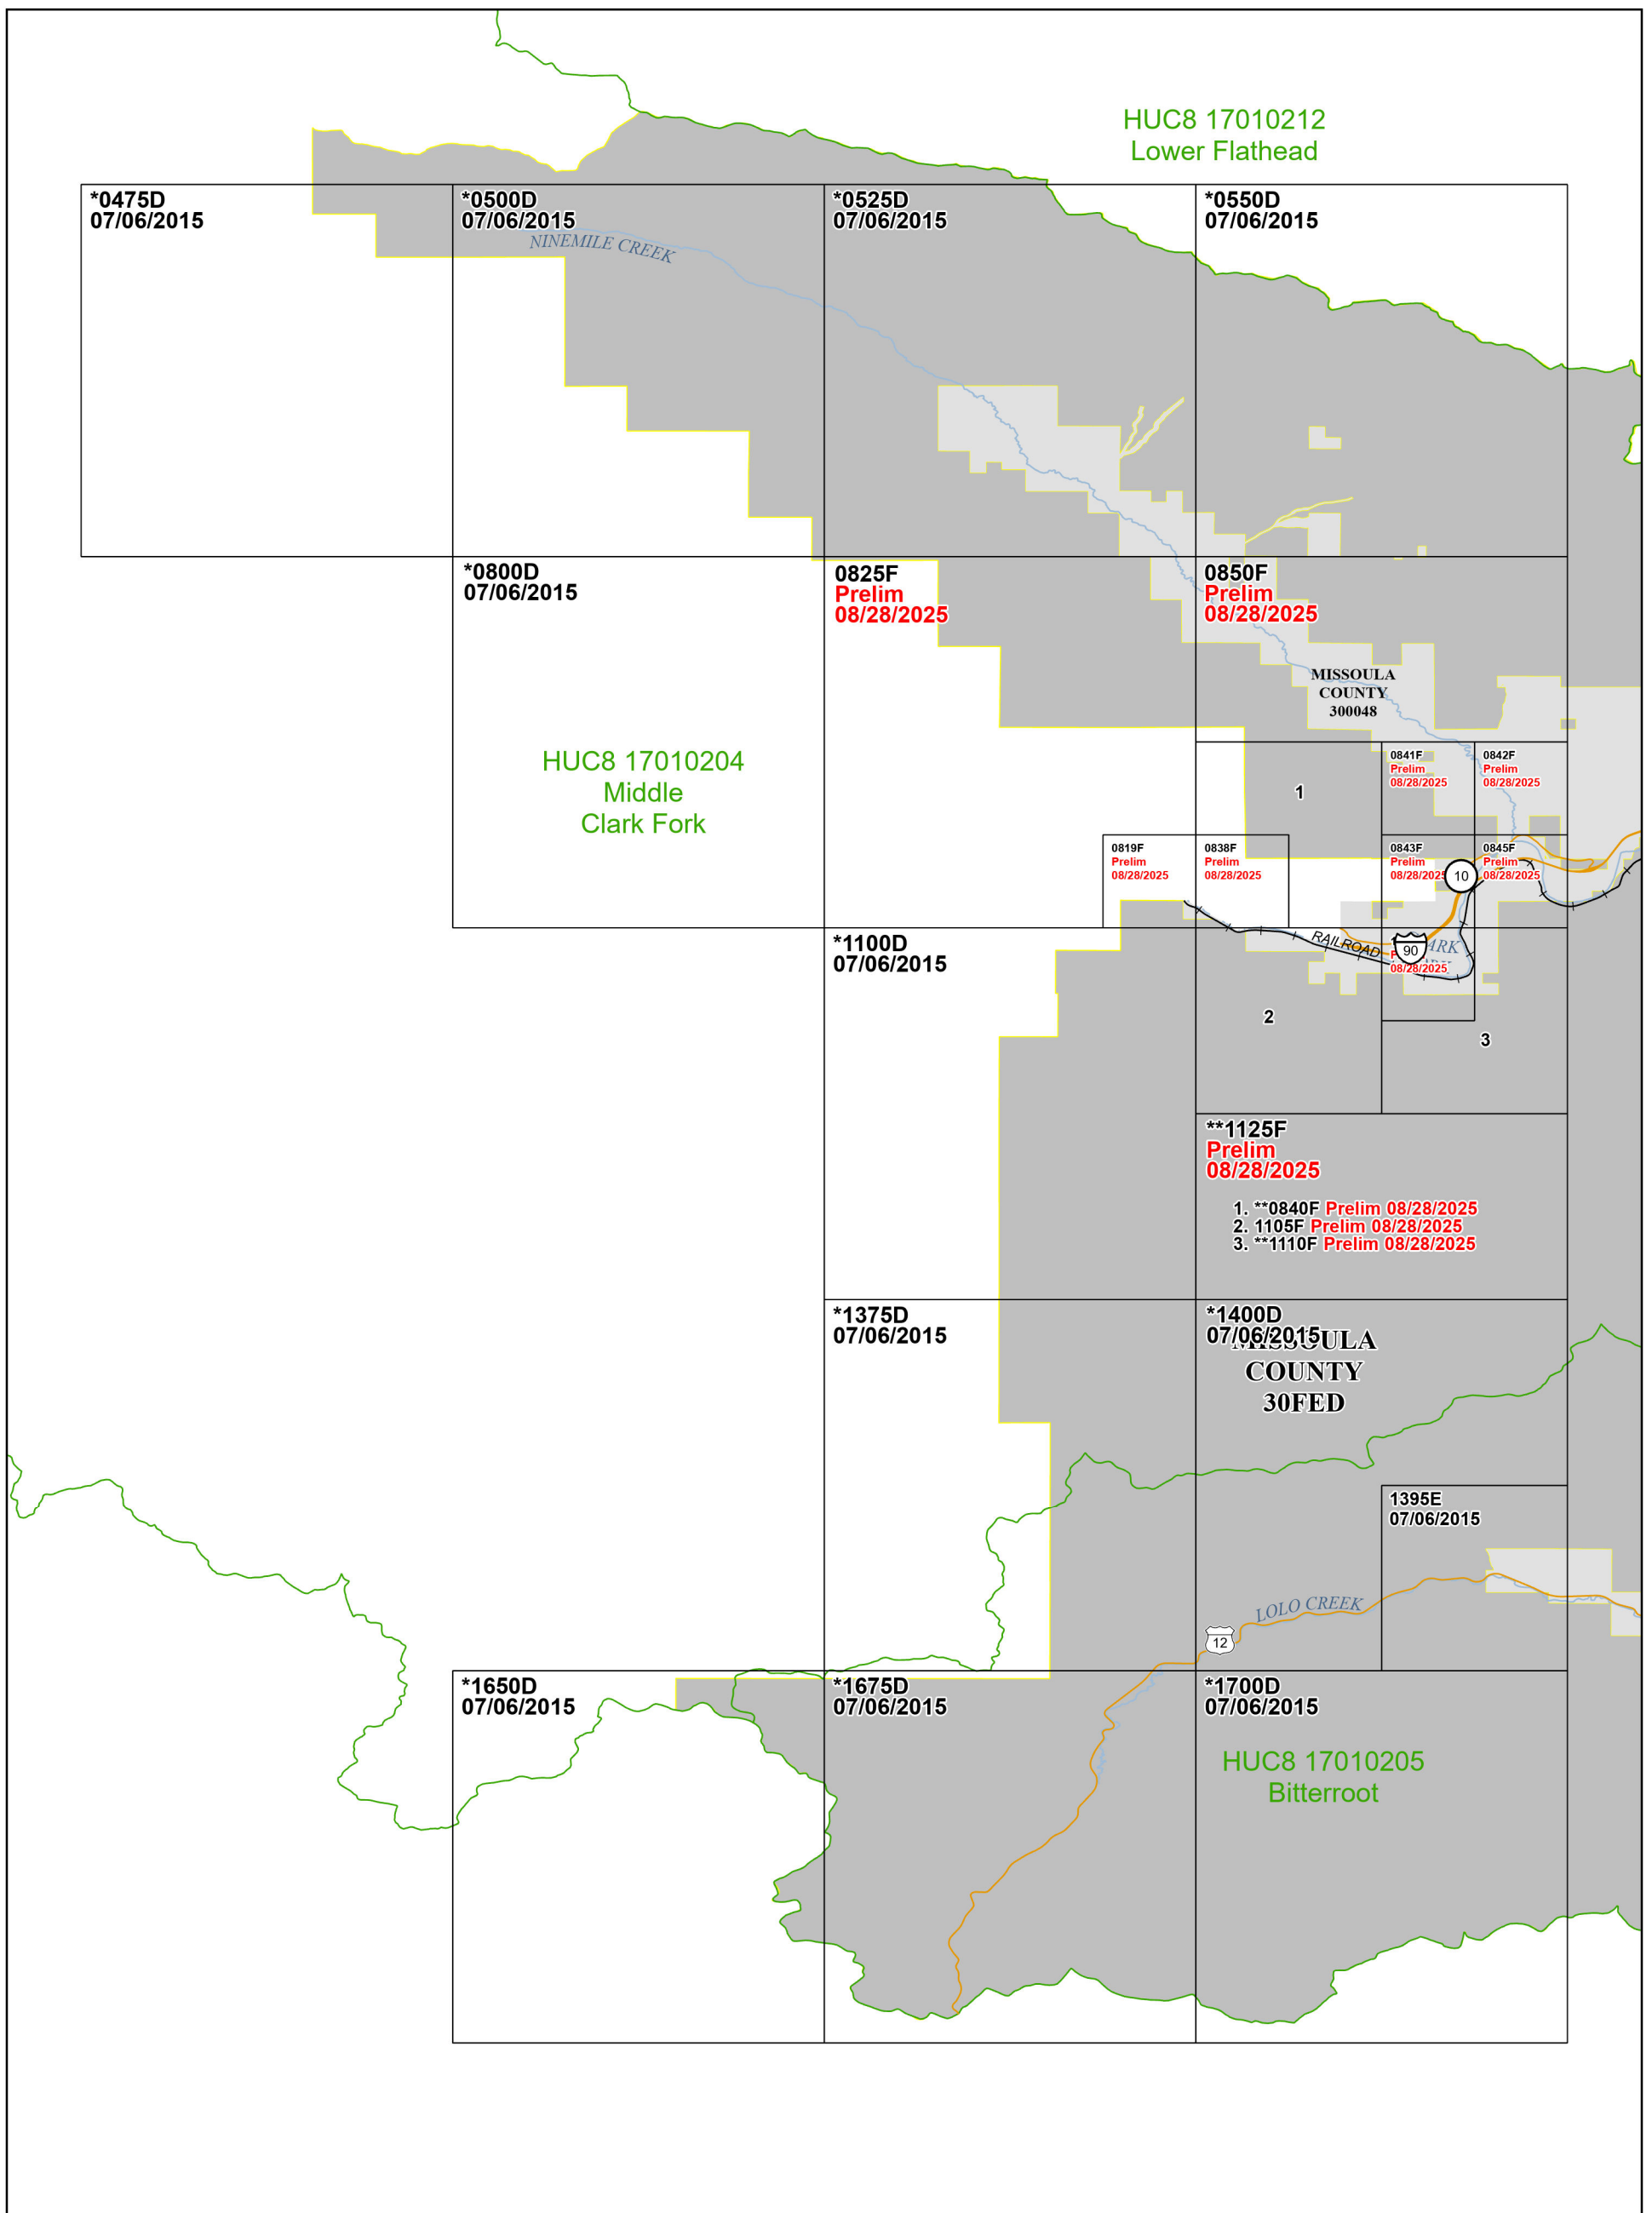 HUC8 17010212
Lower Flathead
*0475D
07/06/2015
*0500D
07/06/2015
*0525D
07/06/2015
*0550D
07/06/2015
NINEMILE CREEK
*0800D
07/06/2015
0825F
Prelim
08/28/2025
0850F
Prelim
08/28/2025
MISSOULA
COUNTY
300048
HUC8 17010204
Middle
Clark Fork
1
0841F
Prelim
08/28/2025
0842F
Prelim
08/28/2025
0819F
Prelim
08/28/2025
0838F
Prelim
08/28/2025
0843F
Prelim
08/28/2025
10
0845F
Prelim
08/28/2025
*1100D
07/06/2015
RAILROAD
90
08/28/2025
2
3
**1125F
Prelim
08/28/2025
1. **0840F Prelim 08/28/2025
2. 1105F Prelim 08/28/2025
3. **1110F Prelim 08/28/2025
*1375D
07/06/2015
*1400D
07/06/2015
MISSOULA
COUNTY
30FED
1395E
07/06/2015
LOLO CREEK
12
*1650D
07/06/2015
*1675D
07/06/2015
*1700D
07/06/2015
HUC8 17010205
Bitterroot